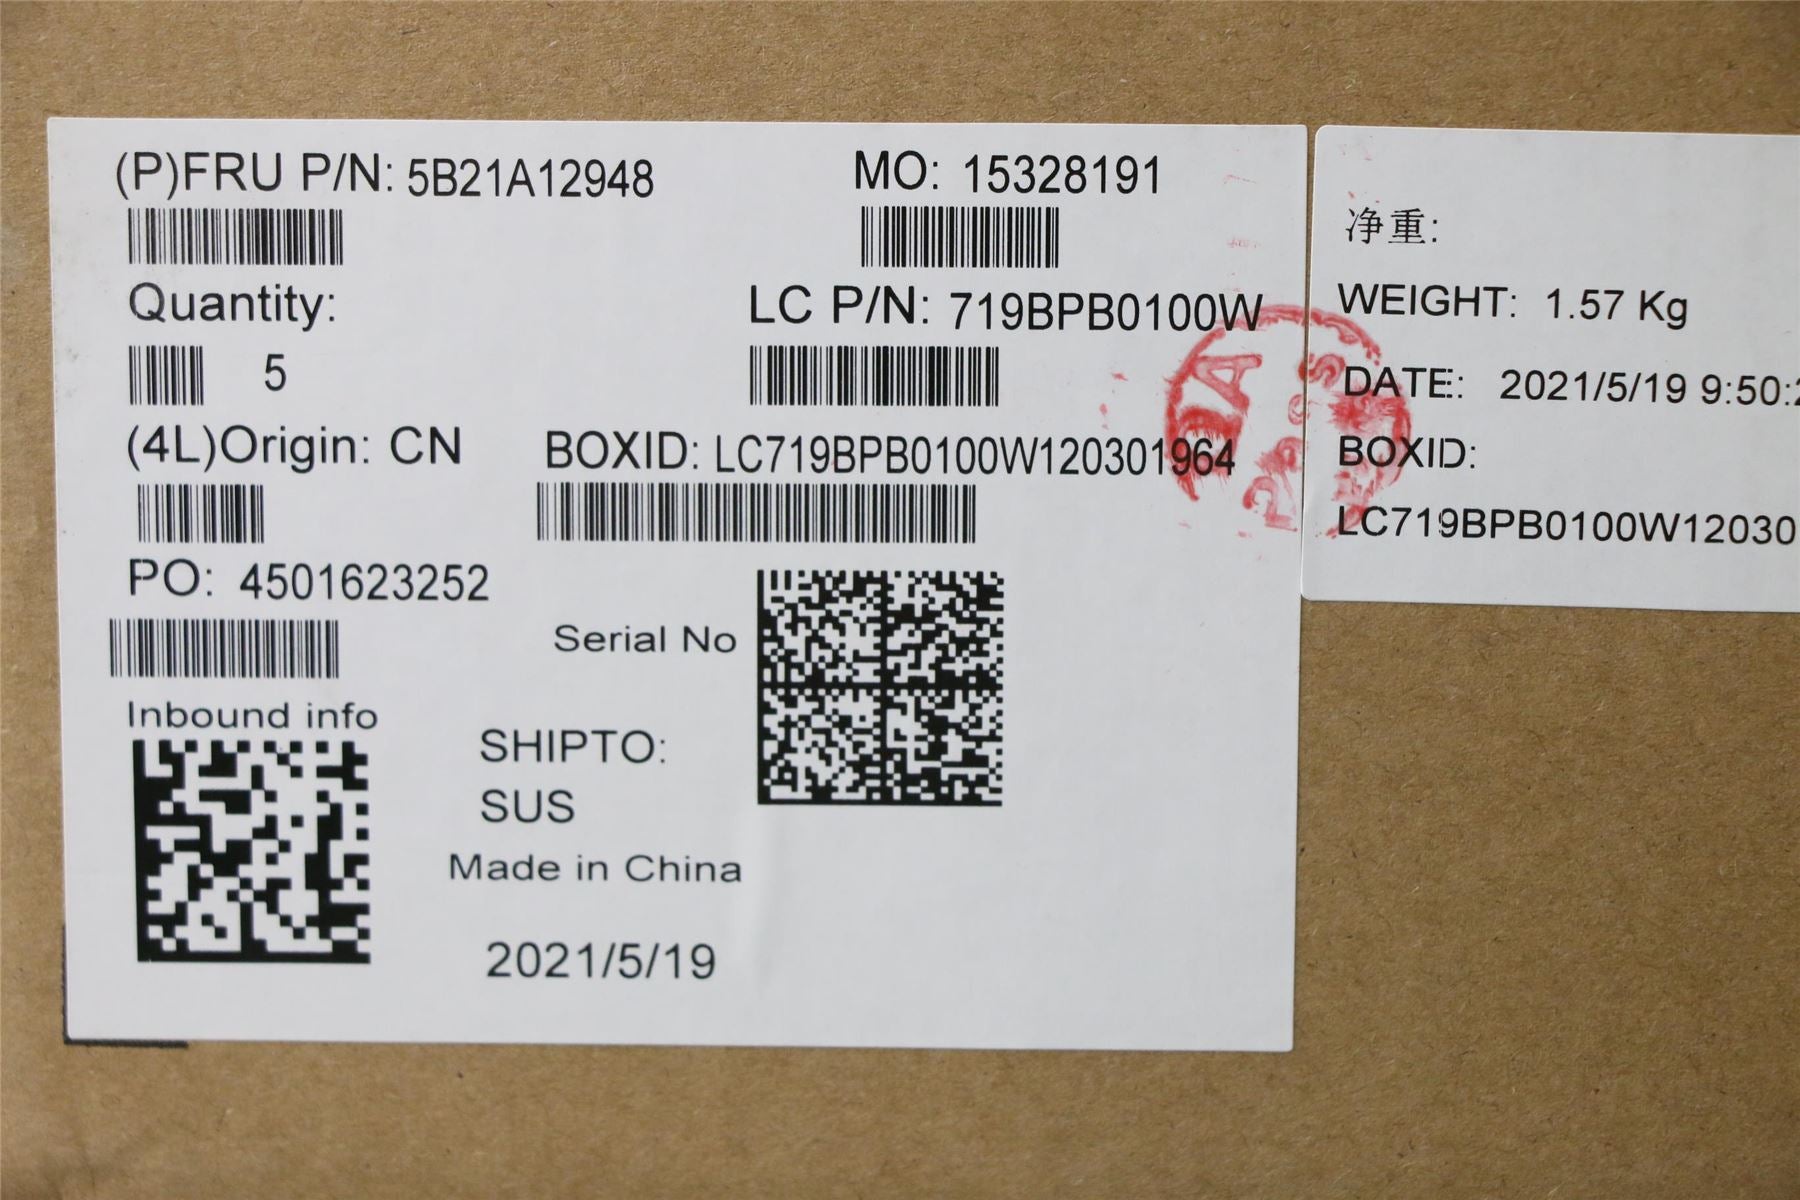 (P)FRU P/N: 5B21A12948
MO: 15328191
Quantity:
5
LC P/N: 719BPB0100W
(4L)Origin: CN
BOXID: LC719BPB0100W120301964
PO: 4501623252
Serial No
Inbound info
SHIPTO:
SUS
Made in China
2021/5/19
净重:
WEIGHT: 1.57 Kg
DATE: 2021/5/19 9:50:
BOXID:
LC719BPB0100W12030